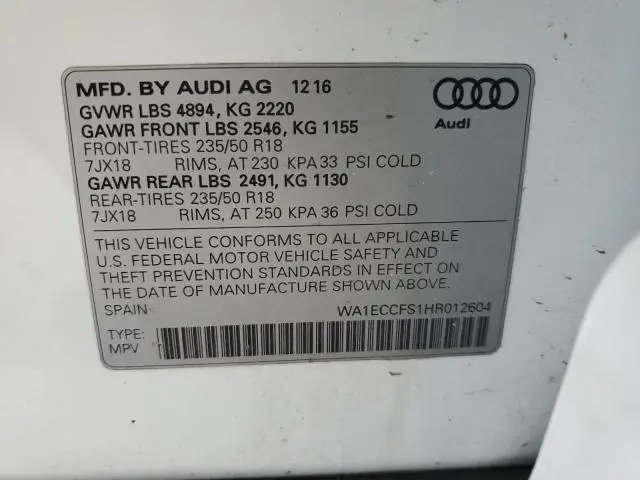 MFD. BY AUDI AG 12 16
GVWR LBS 4894, KG 2220
GAWR FRONT LBS 2546, KG 1155
FRONT-TIRES 235/50 R18
7JX18 RIMS, AT 230 KPA 33 PSI COLD
GAWR REAR LBS 2491, KG 1130
REAR-TIRES 235/50 R18
7JX18 RIMS, AT 250 KPA 36 PSI COLD
Audi
THIS VEHICLE CONFORMS TO ALL APPLICABLE
U.S. FEDERAL MOTOR VEHICLE SAFETY AND
THEFT PREVENTION STANDARDS IN EFFECT ON
THE DATE OF MANUFACTURE SHOWN ABOVE.
SPAIN WA1ECCFS1HR012604
TYPE:
MPV